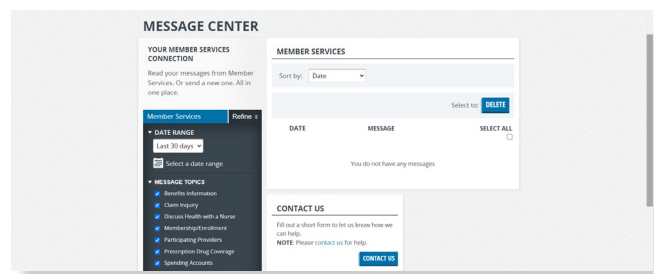 MESSAGE CENTER
YOUR MEMBER SERVICES
CONNECTION
Read your messages from Member
Services. Or send a new one. All in
one place.
Member Services Refine
DATE RANGE
Last 30 days
Select a date range
MESSAGE TOPICS
Benefits Information
Claim Inquiry
Discuss Health with a Nurse
Membership/Enrollment
Participating Providers
Prescription Drug Coverage
Spending Accounts
MEMBER SERVICES
Sort by: Date
Select to: DELETE
DATE MESSAGE SELECT ALL
You do not have any messages
CONTACT US
Fill out a short form to let us know how we
can help.
NOTE: Please contact us for help.
CONTACT US